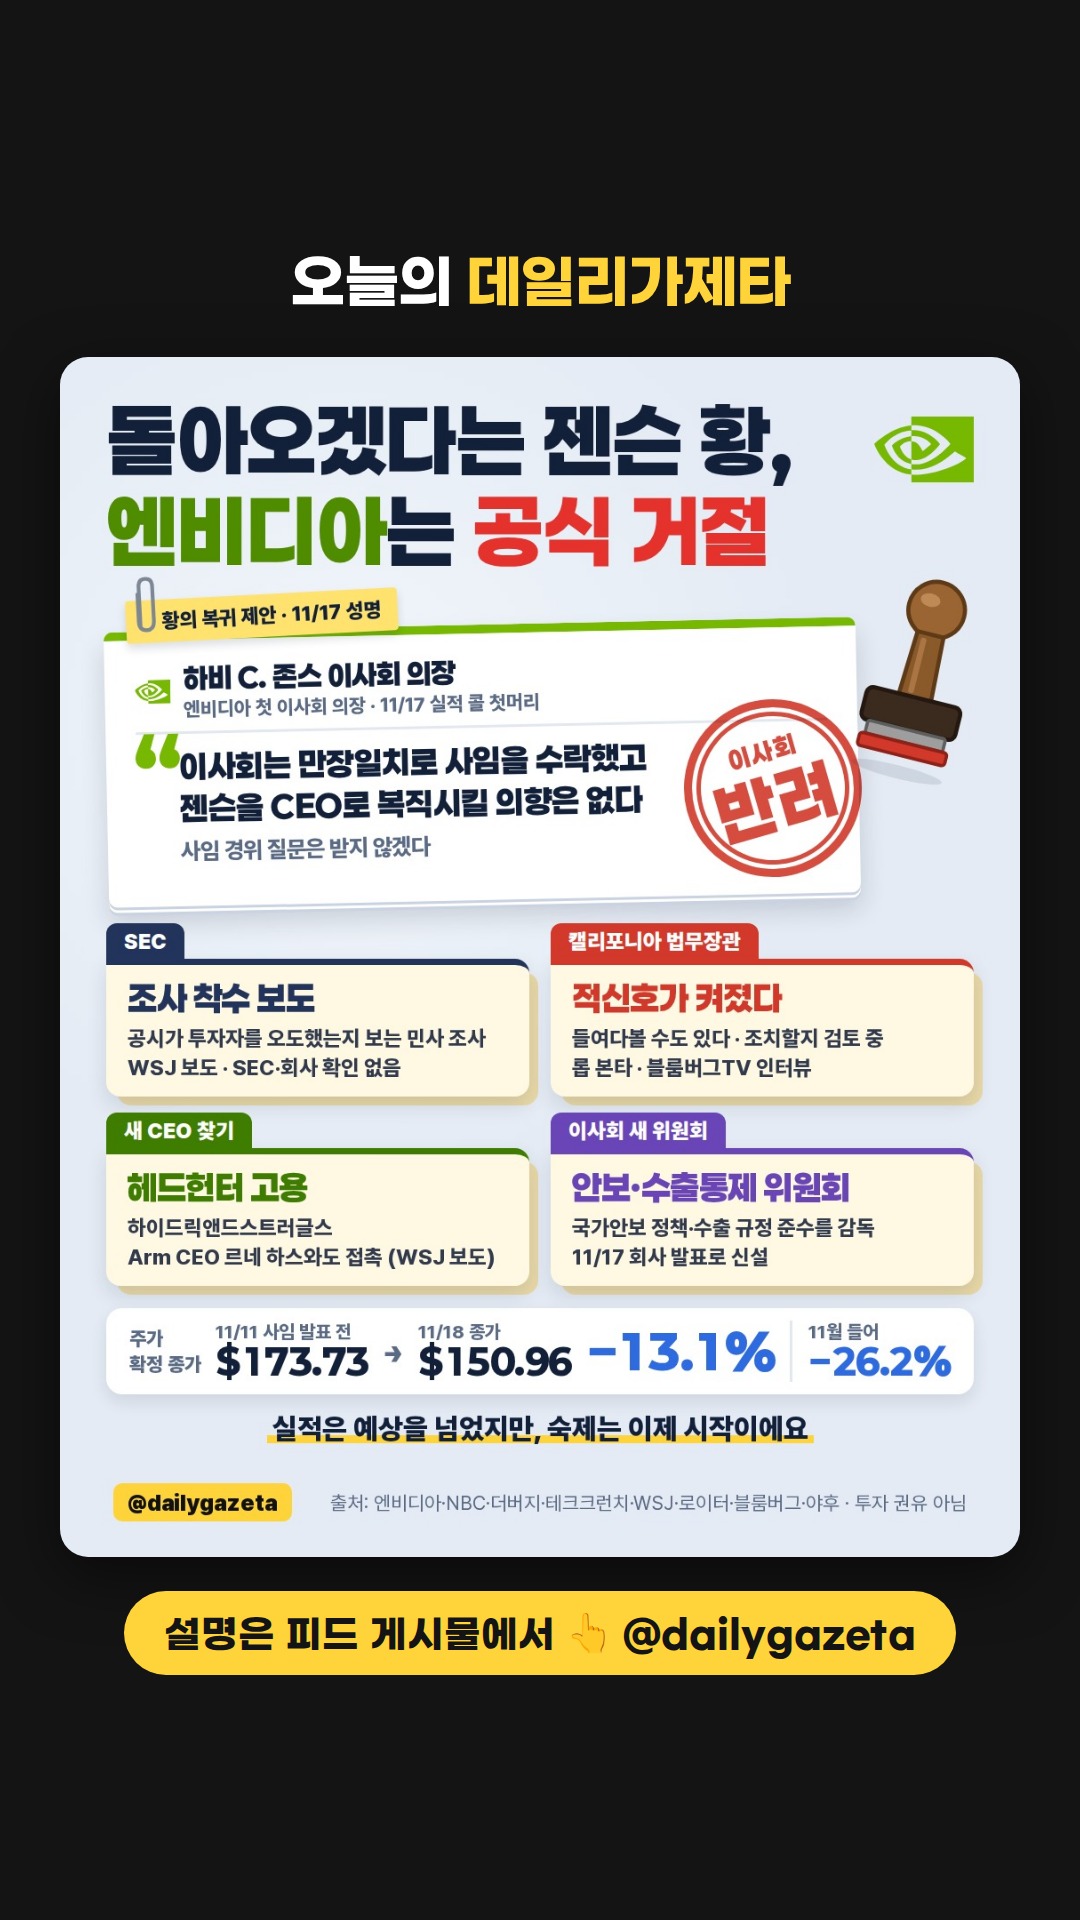 오늘의 데일리가제타
돌아오겠다는 젠슨 황,
엔비디아는 공식 거절
황의 복귀 제안 · 11/17 성명
하비 C. 존스 이사회 의장
엔비디아 첫 이사회 의장 · 11/17 실적 콜 첫머리
“이사회는 만장일치로 사임을 수락했고
젠슨을 CEO로 복직시킬 의향은 없다
사임 경위 질문은 받지 않겠다
이사회
반려
SEC
조사 착수 보도
공시가 투자자를 오도했는지 보는 민사 조사
WSJ 보도 · SEC·회사 확인 없음
캘리포니아 법무장관
적신호가 켜졌다
들여다볼 수도 있다 · 조치할지 검토 중
롭 본타 · 블룸버그TV 인터뷰
새 CEO 찾기
헤드헌터 고용
하이드릭앤드스트러글스
Arm CEO 르네 하스와도 접촉 (WSJ 보도)
이사회 새 위원회
안보·수출통제 위원회
국가안보 정책·수출 규정 준수를 감독
11/17 회사 발표로 신설
주가
확정 종가
11/11 사임 발표 전
$173.73
→
11/18 종가
$150.96
−13.1%
11월 들어
−26.2%
실적은 예상을 넘었지만, 숙제는 이제 시작이에요
@dailygazeta
출처: 엔비디아·NBC·더버지·테크크런치·WSJ·로이터·블룸버그·야후 · 투자 권유 아님
설명은 피드 게시물에서 👆 @dailygazeta